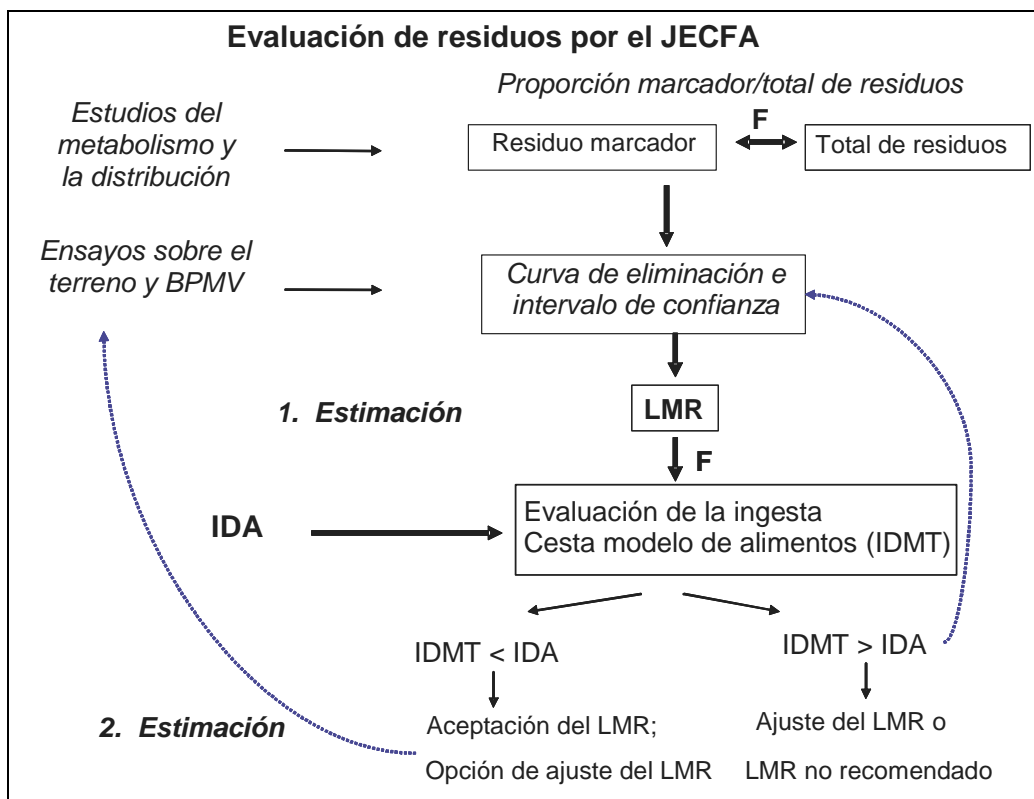 Evaluación de residuos por el JECFA
Proporción marcador/total de residuos
Estudios del
metabolismo y
la distribución
Residuo marcador
F
Total de residuos
Ensayos sobre el
terreno y BPMV
Curva de eliminación e
intervalo de confianza
1. Estimación
LMR
F
IDA
Evaluación de la ingesta
Cesta modelo de alimentos (IDMT)
IDMT < IDA
IDMT > IDA
2. Estimación
Aceptación del LMR;
Opción de ajuste del LMR
Ajuste del LMR o
LMR no recomendado